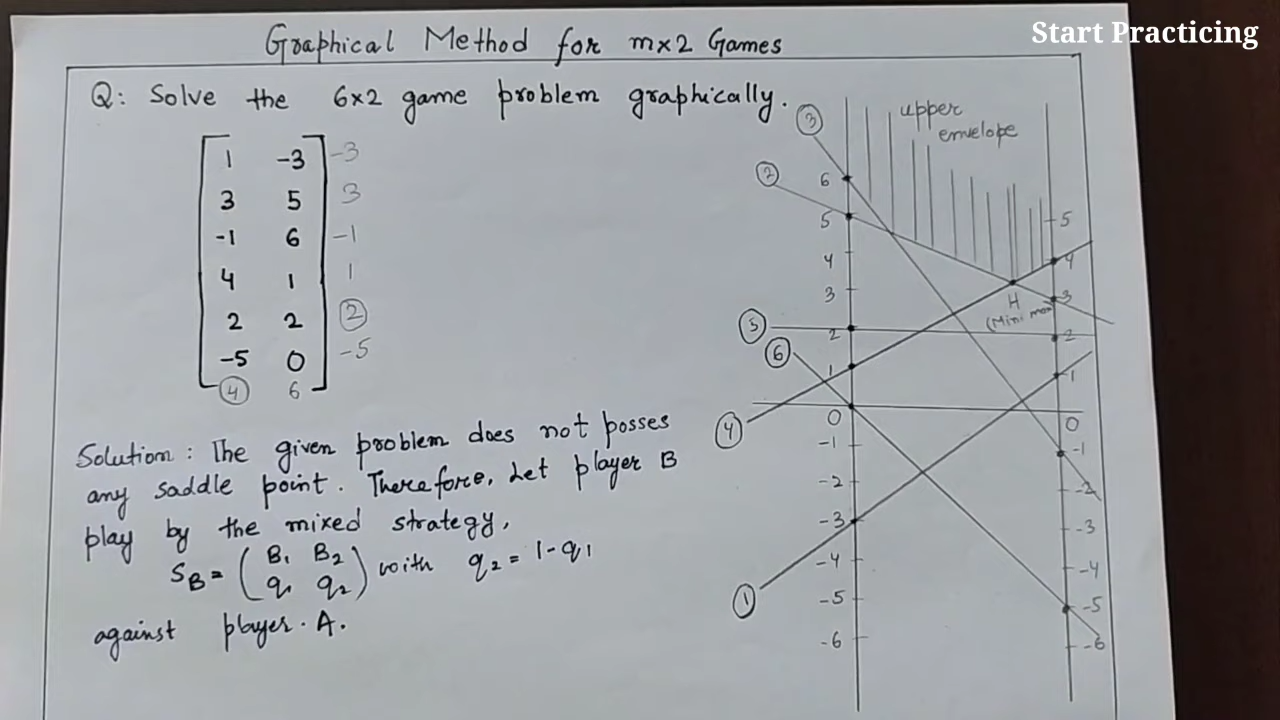 Start Practicing
Graphical Method for m×2 Games
Q: Solve the 6×2 game problem graphically.
1 -3 -3
3 5 3
-1 6 -1
4 1 1
2 2 2
-5 0 -5
4 6
Solution: The given problem does not posses
any saddle point. Therefore, Let player B
play by the mixed strategy,
S_B = ( B₁ B₂
q₁ q₂ ) with q₂ = 1-q₁
against player. A.
upper
envelope
3
2
6
5 5
4 4
3 3
H
(Mini max
5
2 2
6
1 1
4
0 0
-1 -1
-2 -2
-3 -3
-4 -4
-5 -5
1
-6 -6